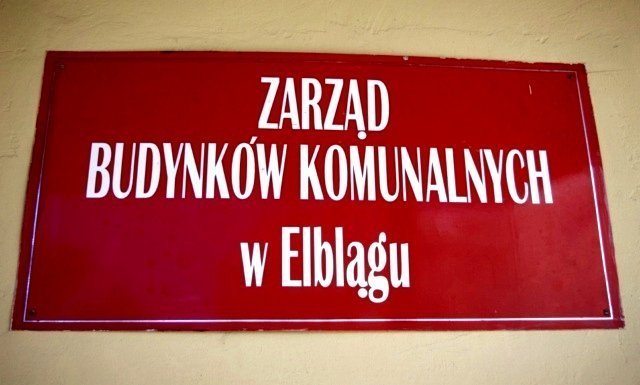 ZARZĄD
BUDYNKÓW KOMUNALNYCH
w Elblągu